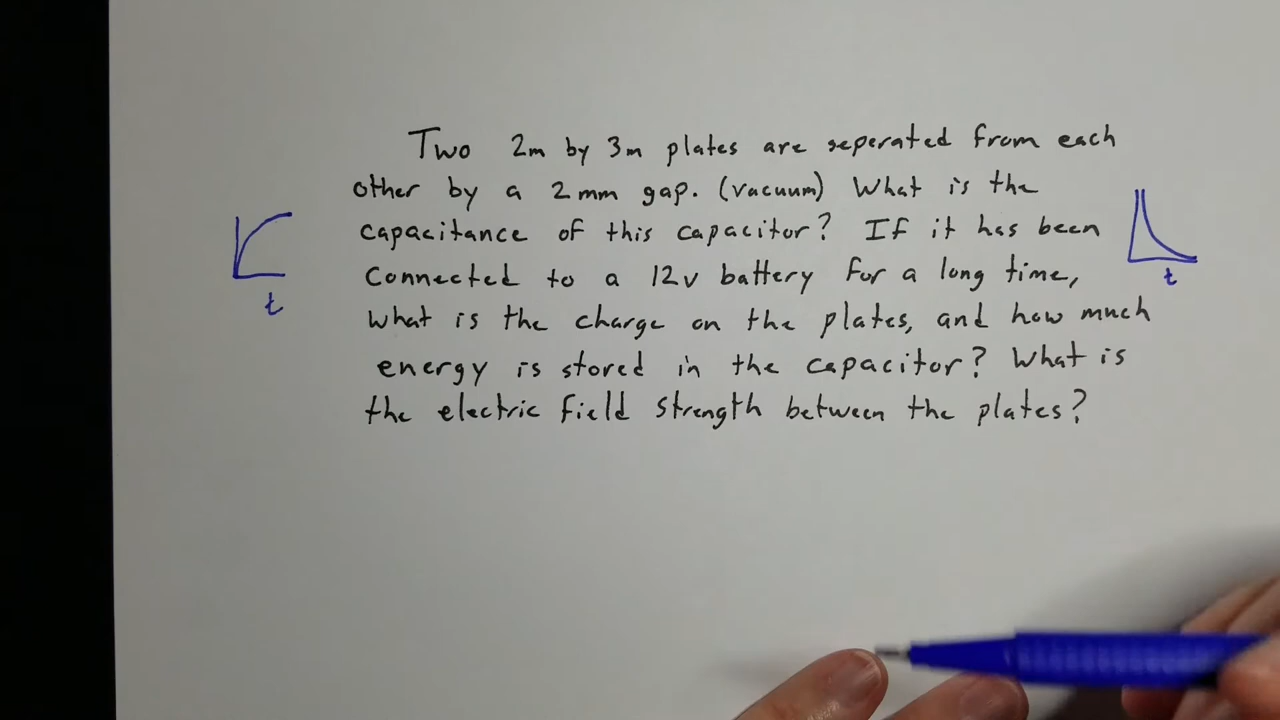 Two 2m by 3m plates are seperated from each
other by a 2mm gap. (vacuum) What is the
capacitance of this capacitor? If it has been
connected to a 12v battery for a long time,
what is the charge on the plates, and how much
energy is stored in the capacitor? What is
the electric field strength between the plates?
t
t